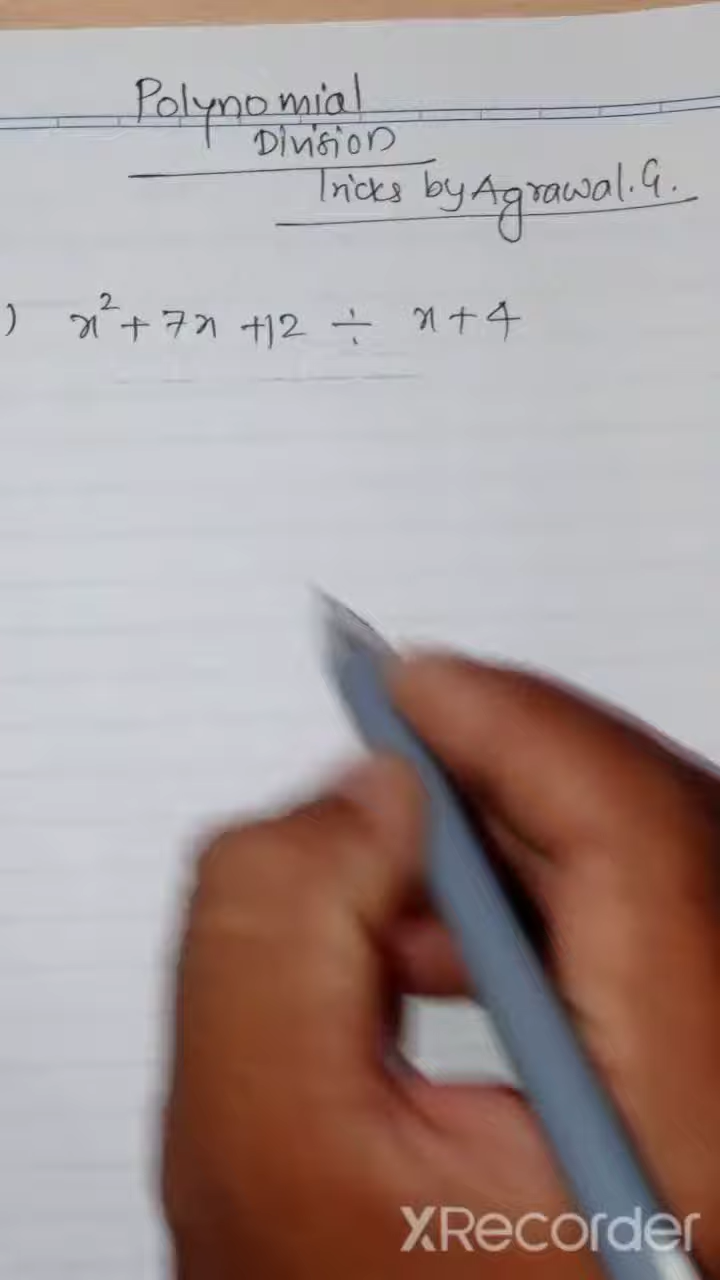 Polynomial
Division
Tricks by Agrawal.G.
) x² + 7x + 12 ÷ x + 4
XRecorder